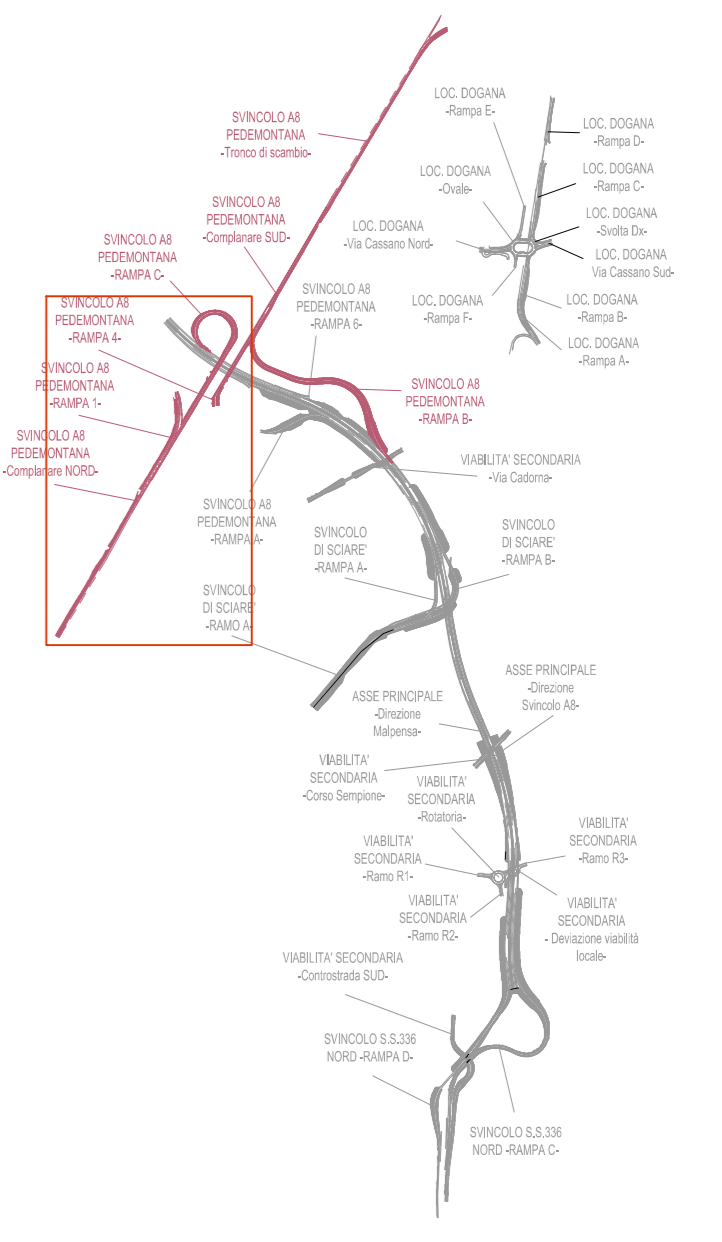 SVINCOLO A8
PEDEMONTANA
-Tronco di scambio-
SVINCOLO A8
PEDEMONTANA
-Complanare SUD-
SVINCOLO A8
PEDEMONTANA
-RAMPA C-
SVINCOLO A8
PEDEMONTANA
-RAMPA 4-
SVINCOLO A8
PEDEMONTANA
-RAMPA 1-
SVINCOLO A8
PEDEMONTANA
-Complanare NORD-
SVINCOLO A8
PEDEMONTANA
-RAMPA 6-
SVINCOLO A8
PEDEMONTANA
-RAMPA B-
SVINCOLO A8
PEDEMONTANA
-RAMPA A-
LOC. DOGANA
-Rampa E-
LOC. DOGANA
-Rampa D-
LOC. DOGANA
-Ovale-
LOC. DOGANA
-Rampa C-
LOC. DOGANA
-Via Cassano Nord-
LOC. DOGANA
-Svolta Dx-
LOC. DOGANA
Via Cassano Sud-
LOC. DOGANA
-Rampa F-
LOC. DOGANA
-Rampa B-
LOC. DOGANA
-Rampa A-
VIABILITA' SECONDARIA
-Via Cadorna-
SVINCOLO
DI SCIARE'
-RAMPA A-
SVINCOLO
DI SCIARE'
-RAMPA B-
SVINCOLO
DI SCIARE'
-RAMO A-
ASSE PRINCIPALE
-Direzione
Svincolo A8-
ASSE PRINCIPALE
-Direzione
Malpensa-
VIABILITA'
SECONDARIA
-Corso Sempione-
VIABILITA'
SECONDARIA
-Rotatoria-
VIABILITA'
SECONDARIA
-Ramo R3-
VIABILITA'
SECONDARIA
-Ramo R1-
VIABILITA'
SECONDARIA
-Ramo R2-
VIABILITA'
SECONDARIA
- Deviazione viabilità
locale-
VIABILITA' SECONDARIA
-Controstrada SUD-
SVINCOLO S.S.336
NORD -RAMPA D-
SVINCOLO S.S.336
NORD -RAMPA C-